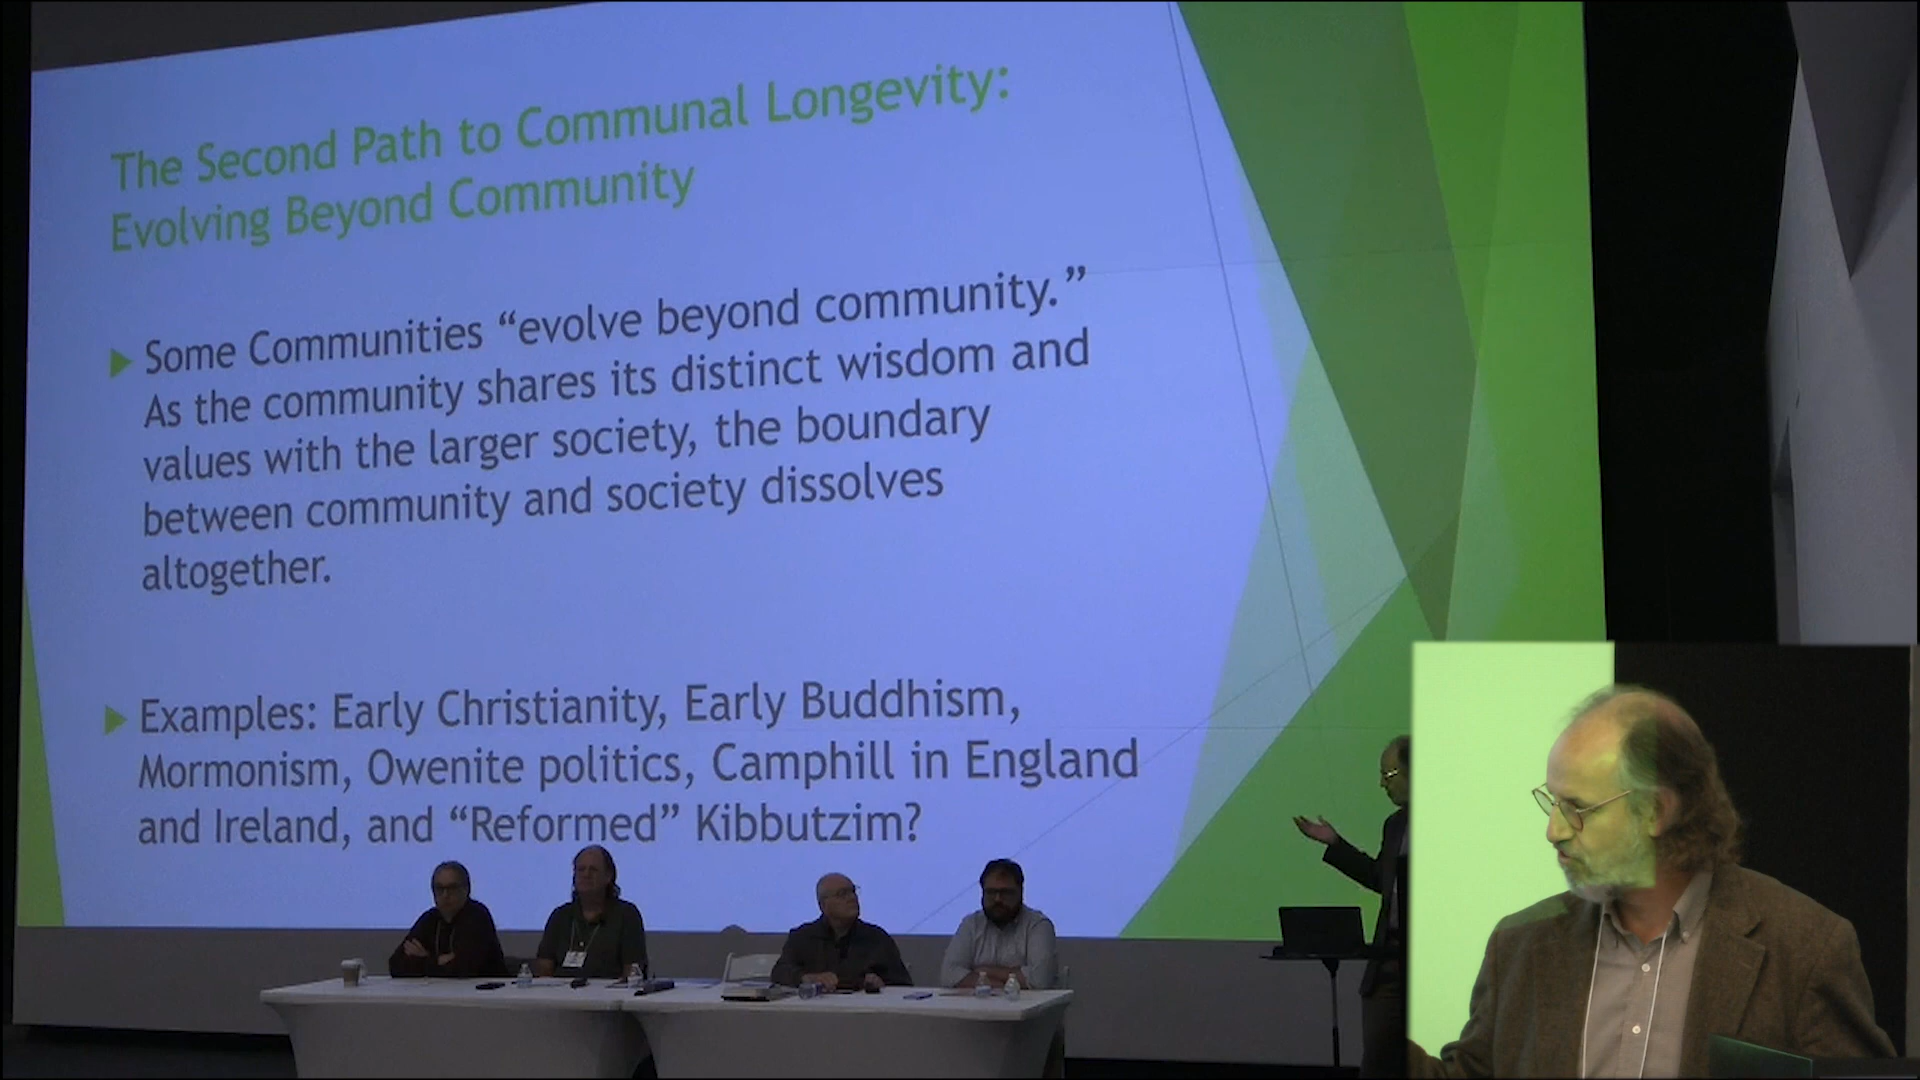 The Second Path to Communal Longevity:
Evolving Beyond Community
Some Communities “evolve beyond community.”
As the community shares its distinct wisdom and
values with the larger society, the boundary
between community and society dissolves
altogether.
Examples: Early Christianity, Early Buddhism,
Mormonism, Owenite politics, Camphill in England
and Ireland, and “Reformed” Kibbutzim?